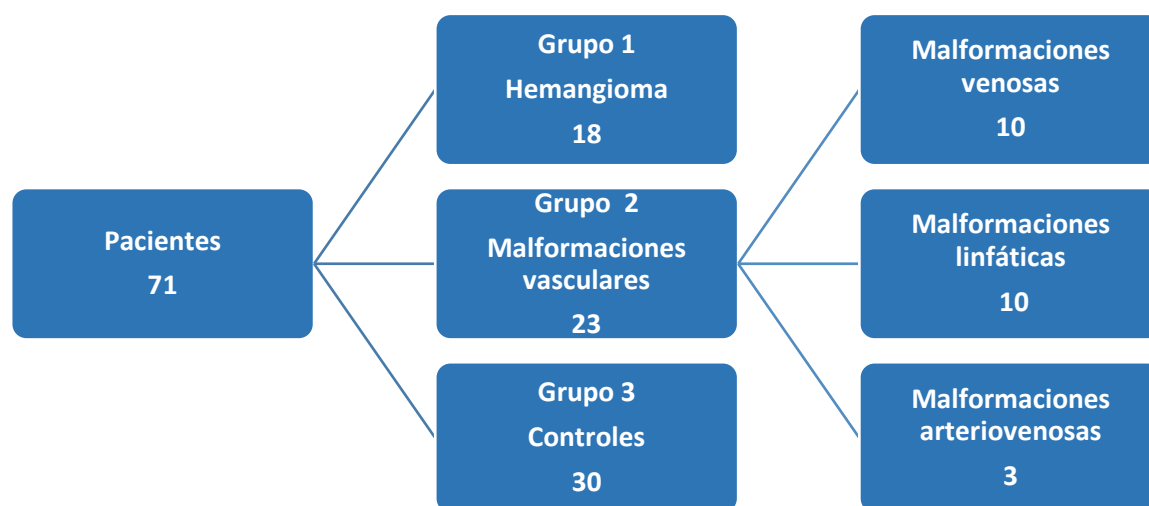 Pacientes
71
Grupo 1
Hemangioma
18
Grupo 2
Malformaciones
vasculares
23
Grupo 3
Controles
30
Malformaciones
venosas
10
Malformaciones
linfáticas
10
Malformaciones
arteriovenosas
3